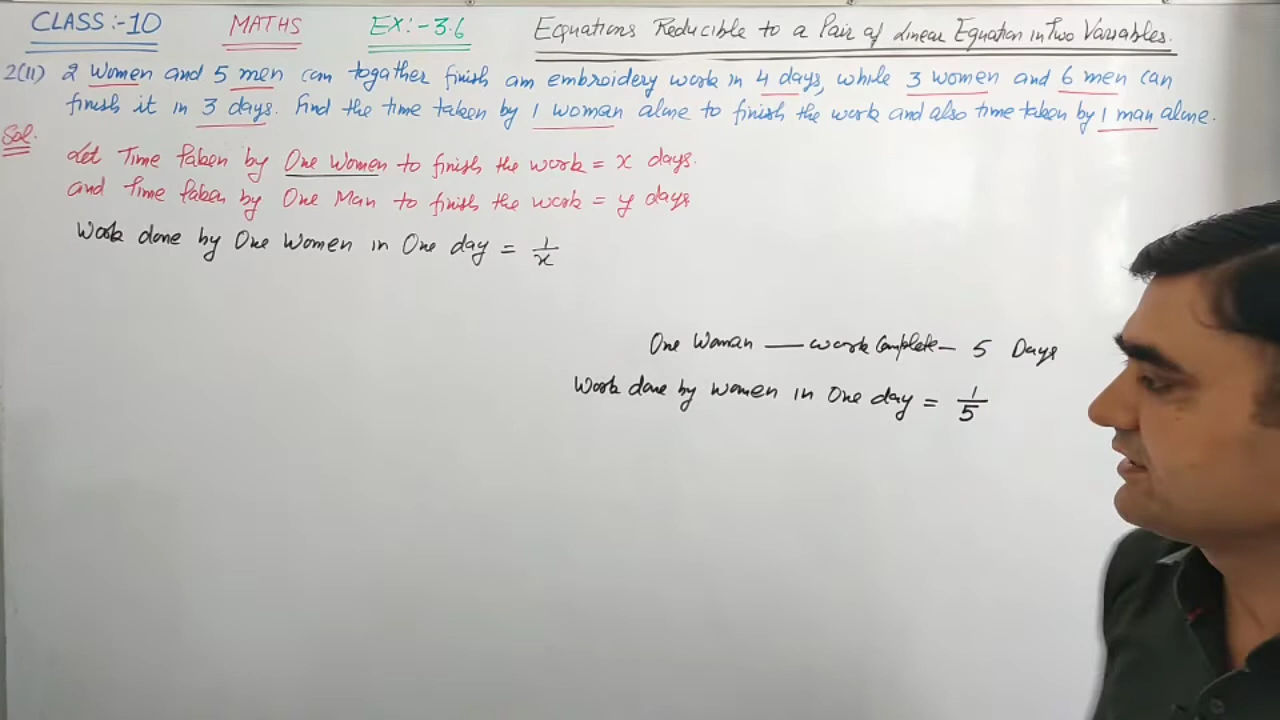 CLASS:-10 MATHS EX:-3.6 Equations Reducible to a Pair of Linear Equation in Two Variables.
2(II) 2 Women and 5 men can togather finish am embroidery work in 4 days, while 3 women and 6 men can
finish it in 3 days. Find the time taken by 1 woman alone to finish the work and also time taken by 1 man alone.
Sol.
Let Time taken by One Women to finish the work = x days.
and Time taken by One Man to finish the work = y days
Work done by One Women in One day = 1/x
One Woman — work Complete — 5 Days
Work done by women in One day = 1/5